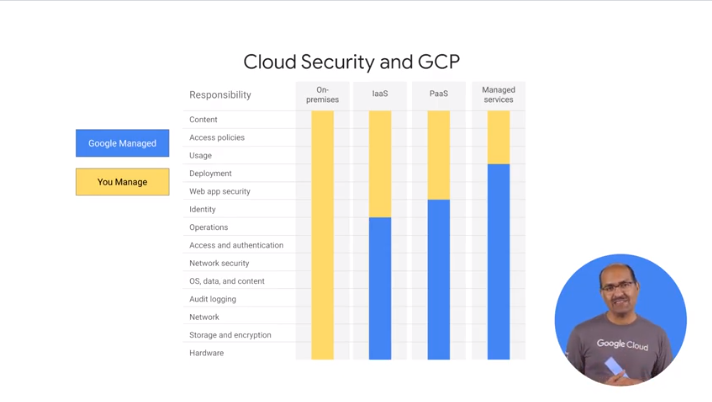 Cloud Security and GCP
Responsibility
On-
premises
IaaS
PaaS
Managed
services
Google Managed
You Manage
Content
Access policies
Usage
Deployment
Web app security
Identity
Operations
Access and authentication
Network security
OS, data, and content
Audit logging
Network
Storage and encryption
Hardware
Google Cloud